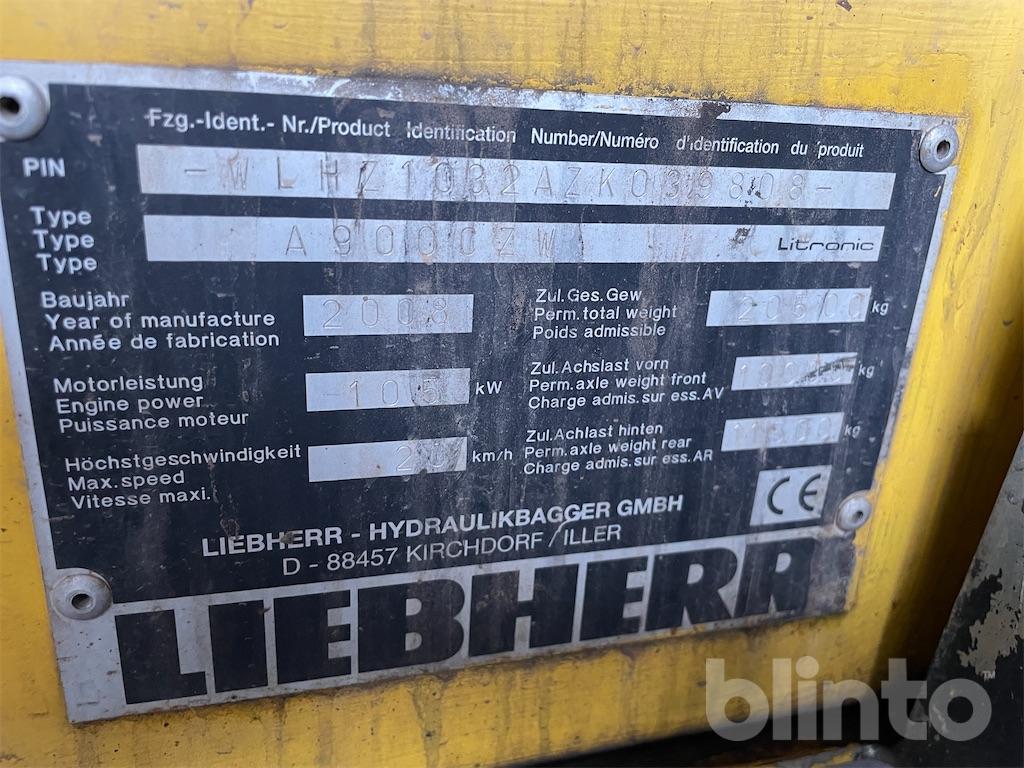 Fzg.-Ident.- Nr./Product Identification Number/Numéro d'identification du produit
PIN -WLHZ1032AZK039808-
Type
Type A900CZW Litronic
Type
Baujahr
Year of manufacture 2008
Année de fabrication
Zul. Ges. Gew
Perm. total weight 20500 kg
Poids admissible
Motorleistung
Engine power 105 kW
Puissance moteur
Zul. Achslast vorn
Perm. axle weight front kg
Charge admis. sur ess. AV
Höchstgeschwindigkeit
Max. speed 20 km/h
Vitesse maxi.
Zul. Achlast hinten
Perm. axle weight rear 11500 kg
Charge admis. sur ess. AR
CE
LIEBHERR - HYDRAULIKBAGGER GMBH
D - 88457 KIRCHDORF / ILLER
LIEBHERR
blinto™